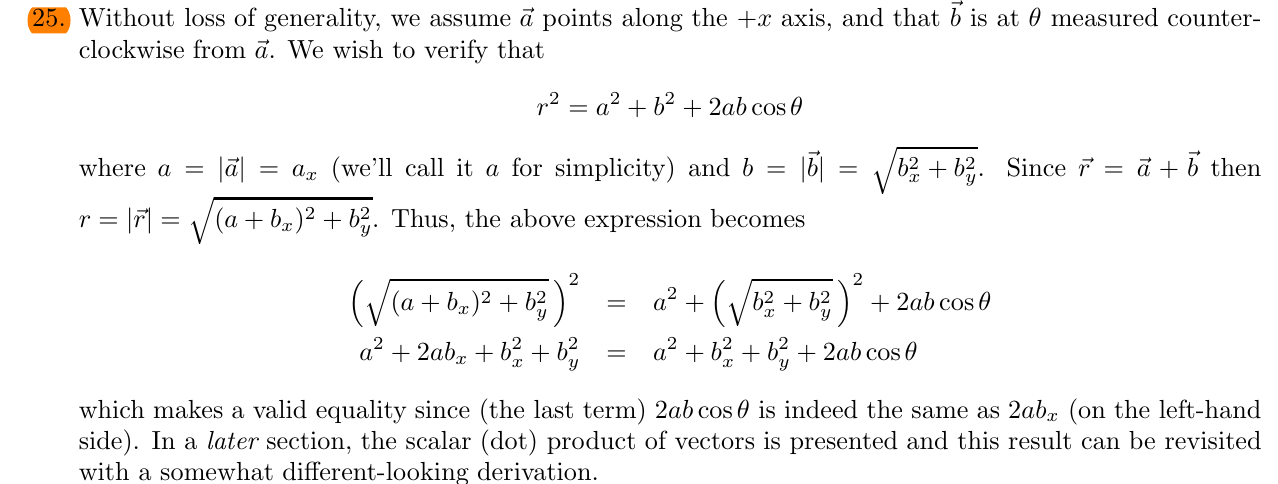 25. Without loss of generality, we assume $\vec{a}$ points along the $+x$ axis, and that $\vec{b}$ is at $\theta$ measured counter-
clockwise from $\vec{a}$. We wish to verify that
$r^2 = a^2 + b^2 + 2ab\cos\theta$
where $a = |\vec{a}| = a_x$ (we'll call it $a$ for simplicity) and $b = |\vec{b}| = \sqrt{b_x^2 + b_y^2}$. Since $\vec{r} = \vec{a} + \vec{b}$ then
$r = |\vec{r}| = \sqrt{(a + b_x)^2 + b_y^2}$. Thus, the above expression becomes
$\left(\sqrt{(a + b_x)^2 + b_y^2}\right)^2 = a^2 + \left(\sqrt{b_x^2 + b_y^2}\right)^2 + 2ab\cos\theta$
$a^2 + 2ab_x + b_x^2 + b_y^2 = a^2 + b_x^2 + b_y^2 + 2ab\cos\theta$
which makes a valid equality since (the last term) $2ab\cos\theta$ is indeed the same as $2ab_x$ (on the left-hand
side). In a later section, the scalar (dot) product of vectors is presented and this result can be revisited
with a somewhat different-looking derivation.